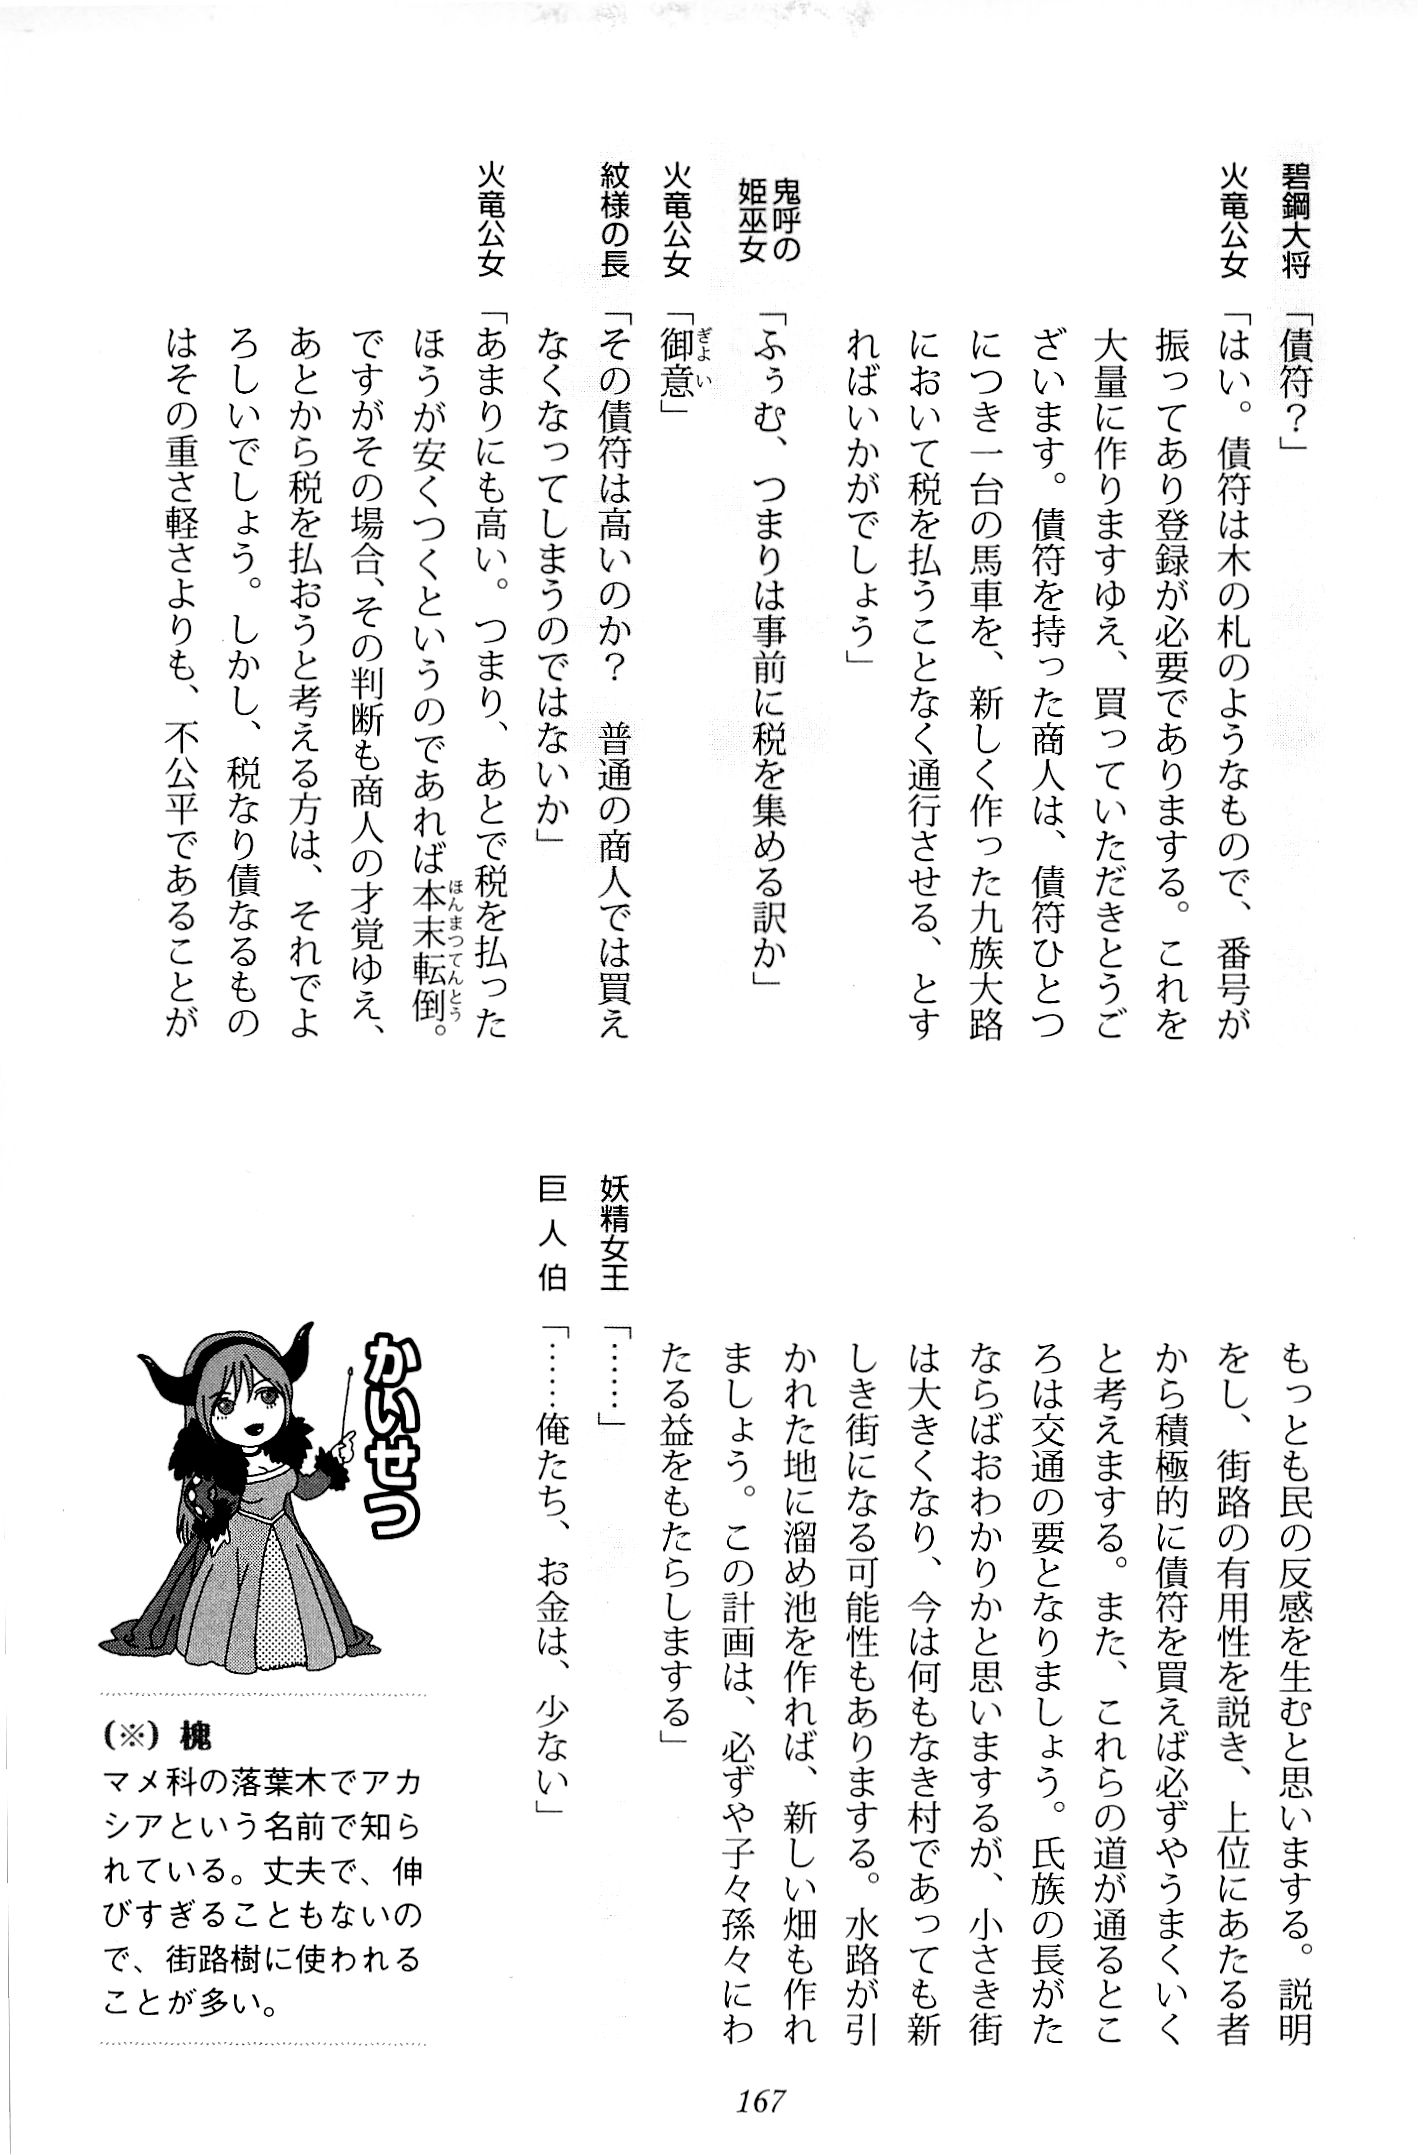 碧鋼大将「債符？」
火竜公女「はい。債符は木の札のようなもので、番号が
振ってあり登録が必要でありまする。これを
大量に作りますゆえ、買っていただきとうご
ざいます。債符を持った商人は、債符ひとつ
につき一台の馬車を、新しく作った九族大路
において税を払うことなく通行させる、とす
ればいかがでしょう」
鬼呼の姫巫女「ふぅむ、つまりは事前に税を集める訳か」
火竜公女「御意」
紋様の長「その債符は高いのか？　普通の商人では買え
なくなってしまうのではないか」
火竜公女「あまりにも高い。つまり、あとで税を払った
ほうが安くつくというのであれば本末転倒。
ですがその場合、その判断も商人の才覚ゆえ、
あとから税を払おうと考える方は、それでよ
ろしいでしょう。しかし、税なり債なるもの
はその重さ軽さよりも、不公平であることが
もっとも民の反感を生むと思いまする。説明
をし、街路の有用性を説き、上位にあたる者
から積極的に債符を買えば必ずやうまくいく
と考えまする。また、これらの道が通るとこ
ろは交通の要となりましょう。氏族の長がた
ならばおわかりかと思いまするが、小さき街
は大きくなり、今は何もなき村であっても新
しき街になる可能性もありまする。水路が引
かれた地に溜め池を作れば、新しい畑も作れ
ましょう。この計画は、必ずや子々孫々にわ
たる益をもたらしまする」
妖精女王「……」
巨人伯「……俺たち、お金は、少ない」
かいせつ
（※）槐
マメ科の落葉木でアカ
シアという名前で知ら
れている。丈夫で、伸
びすぎることもないの
で、街路樹に使われる
ことが多い。
167